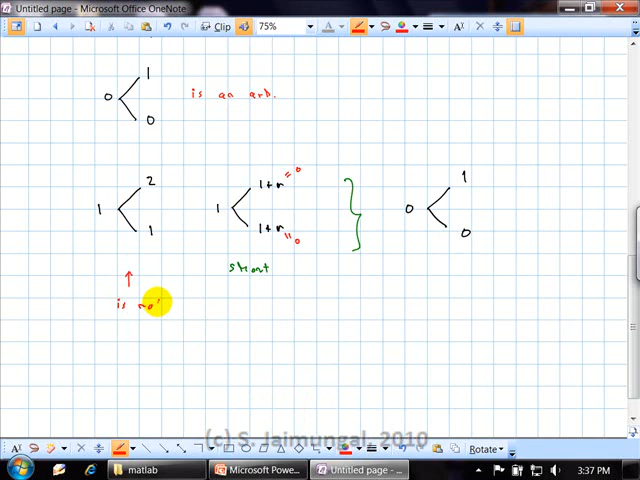 Untitled page - Microsoft Office OneNote
Clip 75%
1
0 is an arb.
0
2 1+r =0 1
1 1 0
1 1+r =0 0
short
is no
(c) S. Jaimungal, 2010
Rotate
matlab Microsoft Powe... Untitled page - ... 3:37 PM